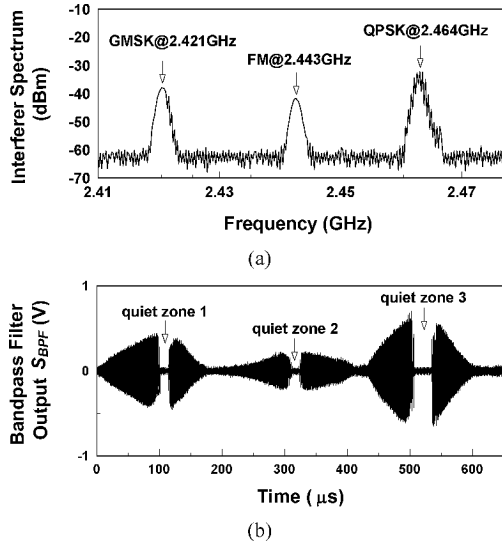 -10
-20
-30
-40
-50
-60
-70
Interferer Spectrum
(dBm)
GMSK@2.421GHz
FM@2.443GHz
QPSK@2.464GHz
2.41
2.43
2.45
2.47
Frequency (GHz)
(a)
1
0
-1
Bandpass Filter
Output S_BPF (V)
quiet zone 1
quiet zone 2
quiet zone 3
0
100
200
300
400
500
600
Time ( μs)
(b)